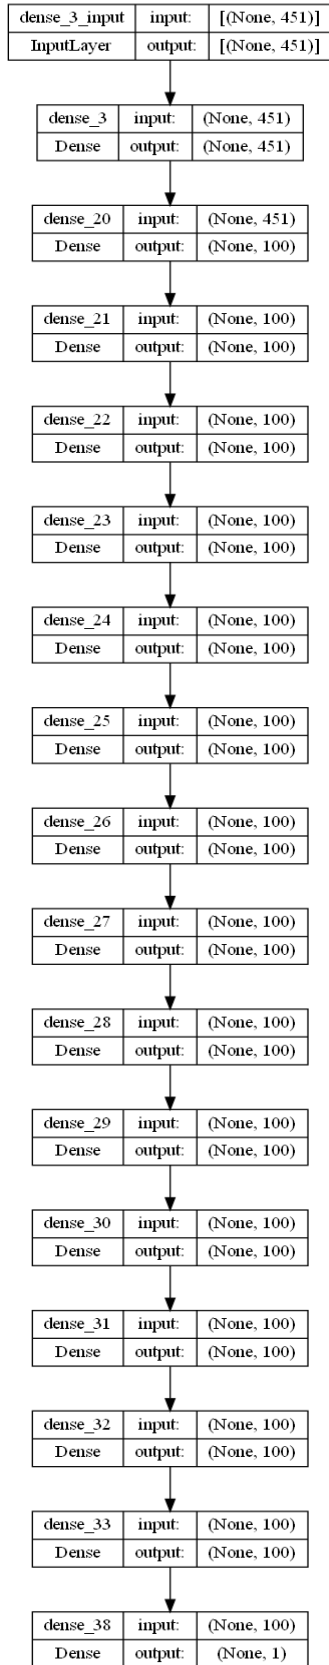 dense_3_input input: [(None, 451)]
InputLayer output: [(None, 451)]
dense_3 input: (None, 451)
Dense output: (None, 451)
dense_20 input: (None, 451)
Dense output: (None, 100)
dense_21 input: (None, 100)
Dense output: (None, 100)
dense_22 input: (None, 100)
Dense output: (None, 100)
dense_23 input: (None, 100)
Dense output: (None, 100)
dense_24 input: (None, 100)
Dense output: (None, 100)
dense_25 input: (None, 100)
Dense output: (None, 100)
dense_26 input: (None, 100)
Dense output: (None, 100)
dense_27 input: (None, 100)
Dense output: (None, 100)
dense_28 input: (None, 100)
Dense output: (None, 100)
dense_29 input: (None, 100)
Dense output: (None, 100)
dense_30 input: (None, 100)
Dense output: (None, 100)
dense_31 input: (None, 100)
Dense output: (None, 100)
dense_32 input: (None, 100)
Dense output: (None, 100)
dense_33 input: (None, 100)
Dense output: (None, 100)
dense_38 input: (None, 100)
Dense output: (None, 1)